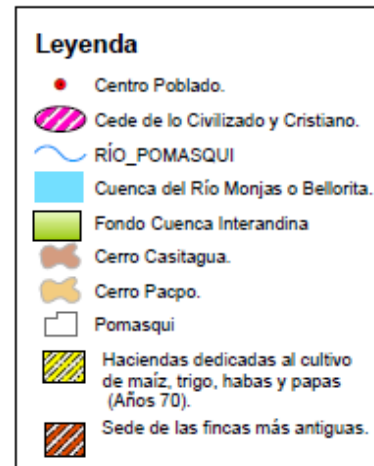 Leyenda
Centro Poblado.
Cede de lo Civilizado y Cristiano.
RÍO_POMASQUI
Cuenca del Río Monjas o Bellorita.
Fondo Cuenca Interandina
Cerro Casitagua.
Cerro Pacpo.
Pomasqui
Haciendas dedicadas al cultivo
de maíz, trigo, habas y papas
(Años 70).
Sede de las fincas más antiguas.